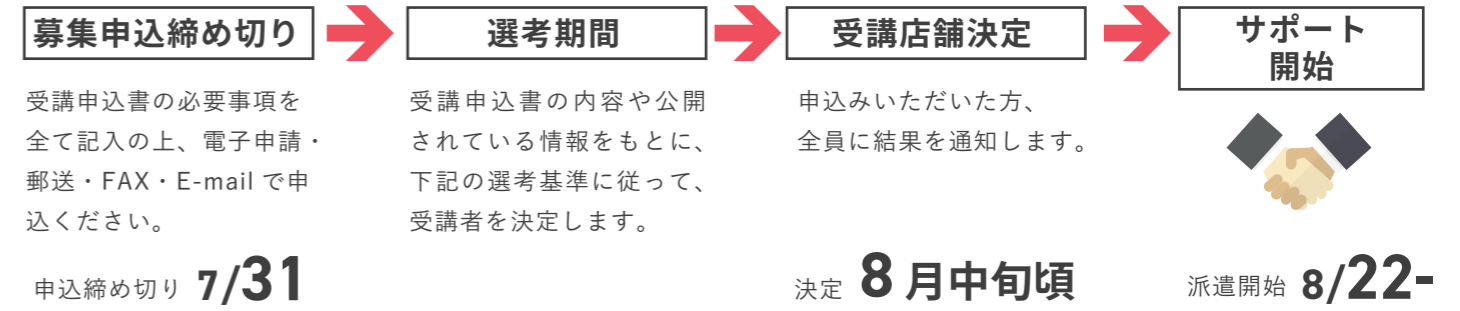 募集申込締め切り
受講申込書の必要事項を
全て記入の上、電子申請・
郵送・FAX・E-mail で申
込ください。
申込締め切り 7/31
選考期間
受講申込書の内容や公開
されている情報をもとに、
下記の選考基準に従って、
受講者を決定します。
受講店舗決定
申込みいただいた方、
全員に結果を通知します。
決定 8月中旬頃
サポート
開始
派遣開始 8/22-